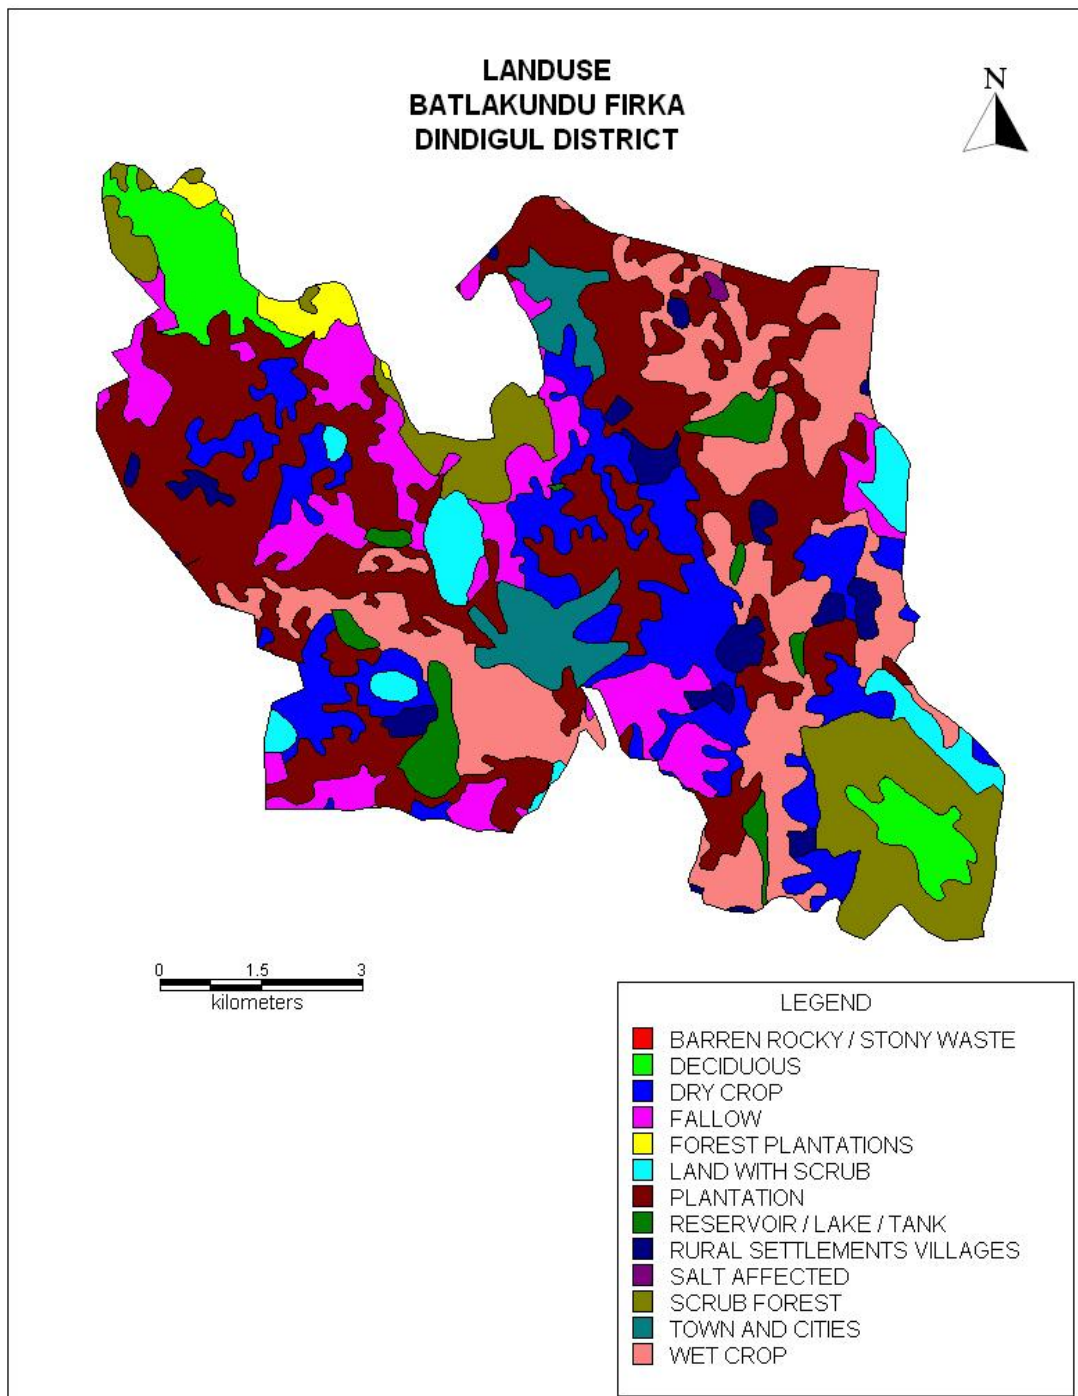 LANDUSE
BATLAKUNDU FIRKA
DINDIGUL DISTRICT
N
0 1.5 3
kilometers
LEGEND
BARREN ROCKY / STONY WASTE
DECIDUOUS
DRY CROP
FALLOW
FOREST PLANTATIONS
LAND WITH SCRUB
PLANTATION
RESERVOIR / LAKE / TANK
RURAL SETTLEMENTS VILLAGES
SALT AFFECTED
SCRUB FOREST
TOWN AND CITIES
WET CROP